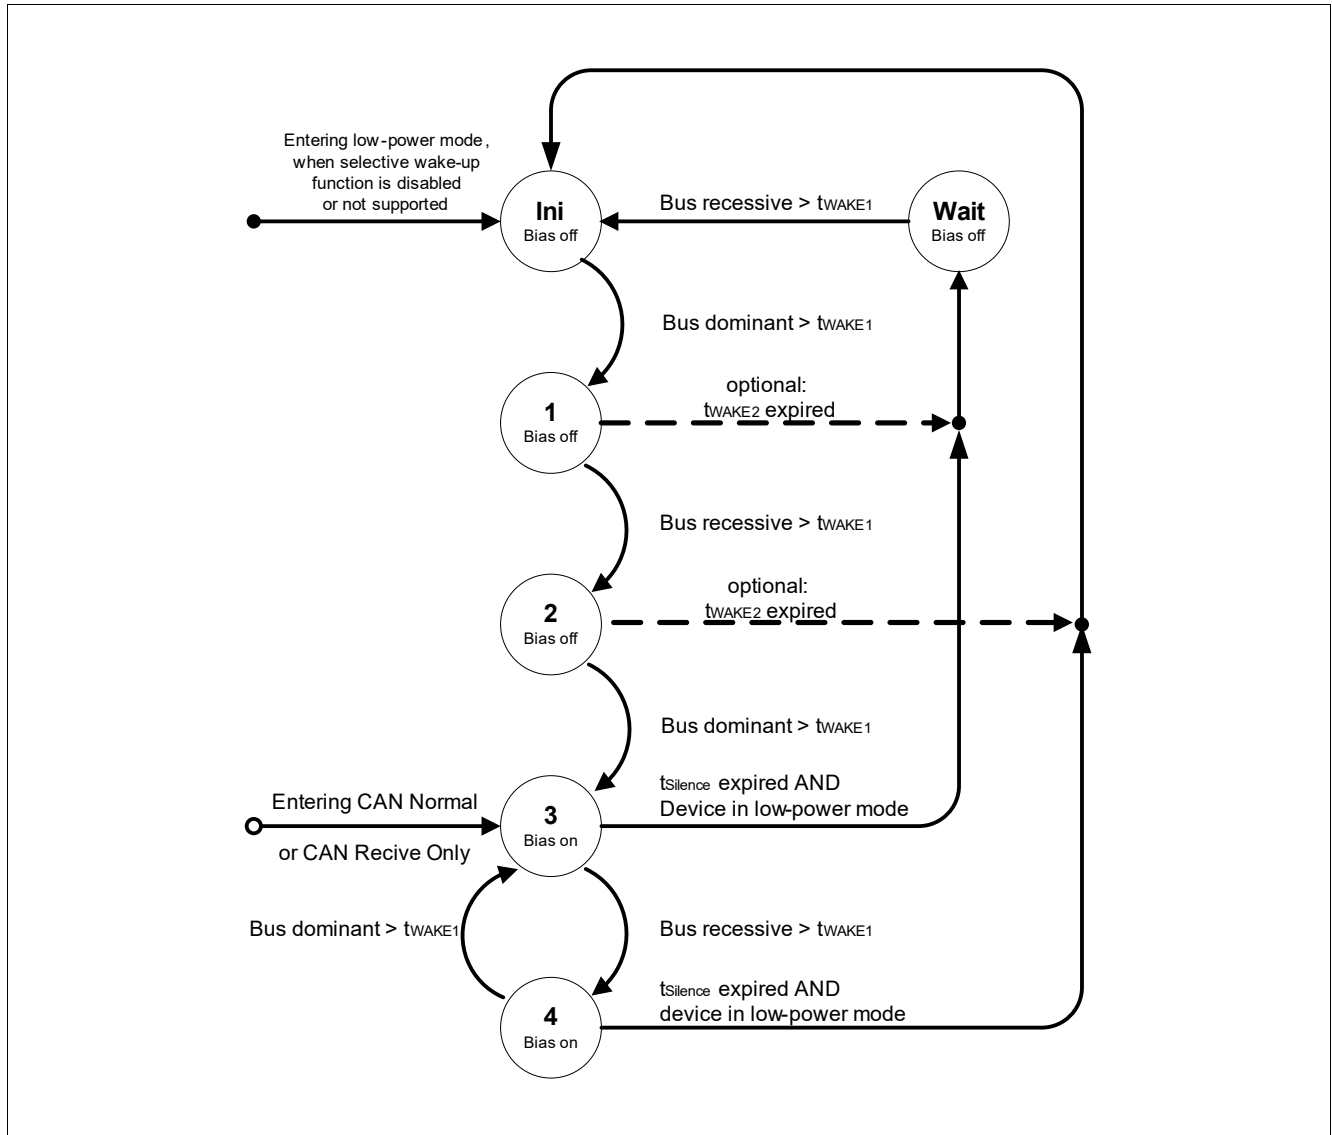 Entering low-power mode,
when selective wake-up
function is disabled
or not supported
Ini
Bias off
Bus recessive > tWAKE1
Wait
Bias off
Bus dominant > tWAKE1
optional:
tWAKE2 expired
1
Bias off
Bus recessive > tWAKE1
optional:
tWAKE2 expired
2
Bias off
Bus dominant > tWAKE1
tSilence expired AND
Device in low-power mode
Entering CAN Normal
or CAN Recive Only
3
Bias on
Bus dominant > tWAKE1
Bus recessive > tWAKE1
tSilence expired AND
device in low-power mode
4
Bias on